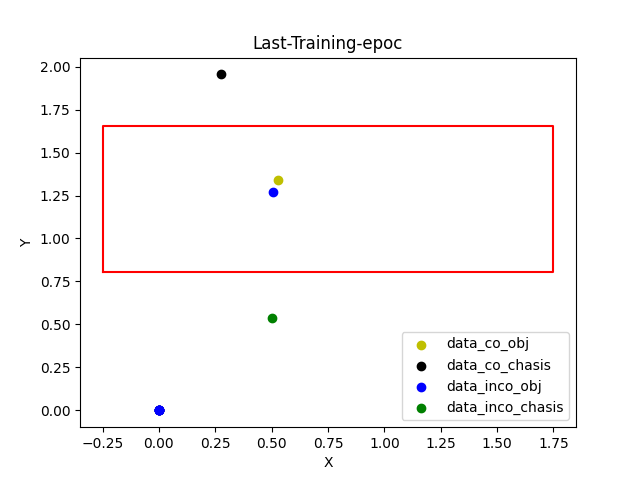 Last-Training-epoc
2.00
1.75
1.50
1.25
1.00
0.75
0.50
0.25
0.00
Y
data_co_obj
data_co_chasis
data_inco_obj
data_inco_chasis
−0.25 0.00 0.25 0.50 0.75 1.00 1.25 1.50 1.75
X